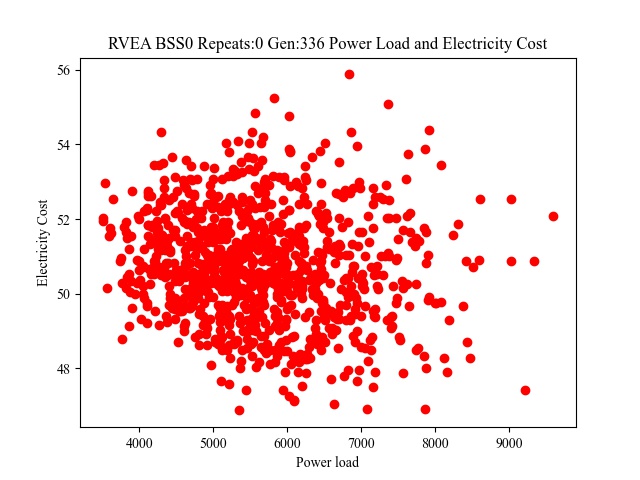 RVEA BSS0 Repeats:0 Gen:336 Power Load and Electricity Cost
56
54
52
50
48
Electricity Cost
4000 5000 6000 7000 8000 9000
Power load